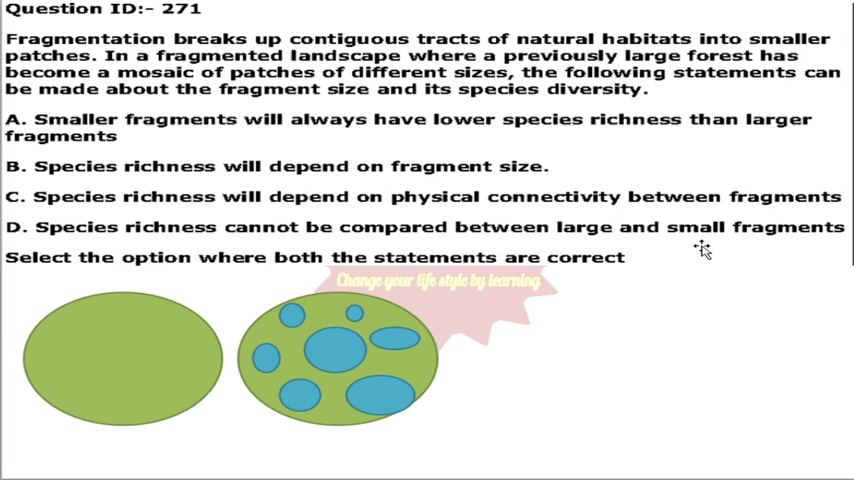 Question ID:- 271
Fragmentation breaks up contiguous tracts of natural habitats into smaller
patches. In a fragmented landscape where a previously large forest has
become a mosaic of patches of different sizes, the following statements can
be made about the fragment size and its species diversity.
A. Smaller fragments will always have lower species richness than larger
fragments
B. Species richness will depend on fragment size.
C. Species richness will depend on physical connectivity between fragments
D. Species richness cannot be compared between large and small fragments
Select the option where both the statements are correct
Change your life style by learning